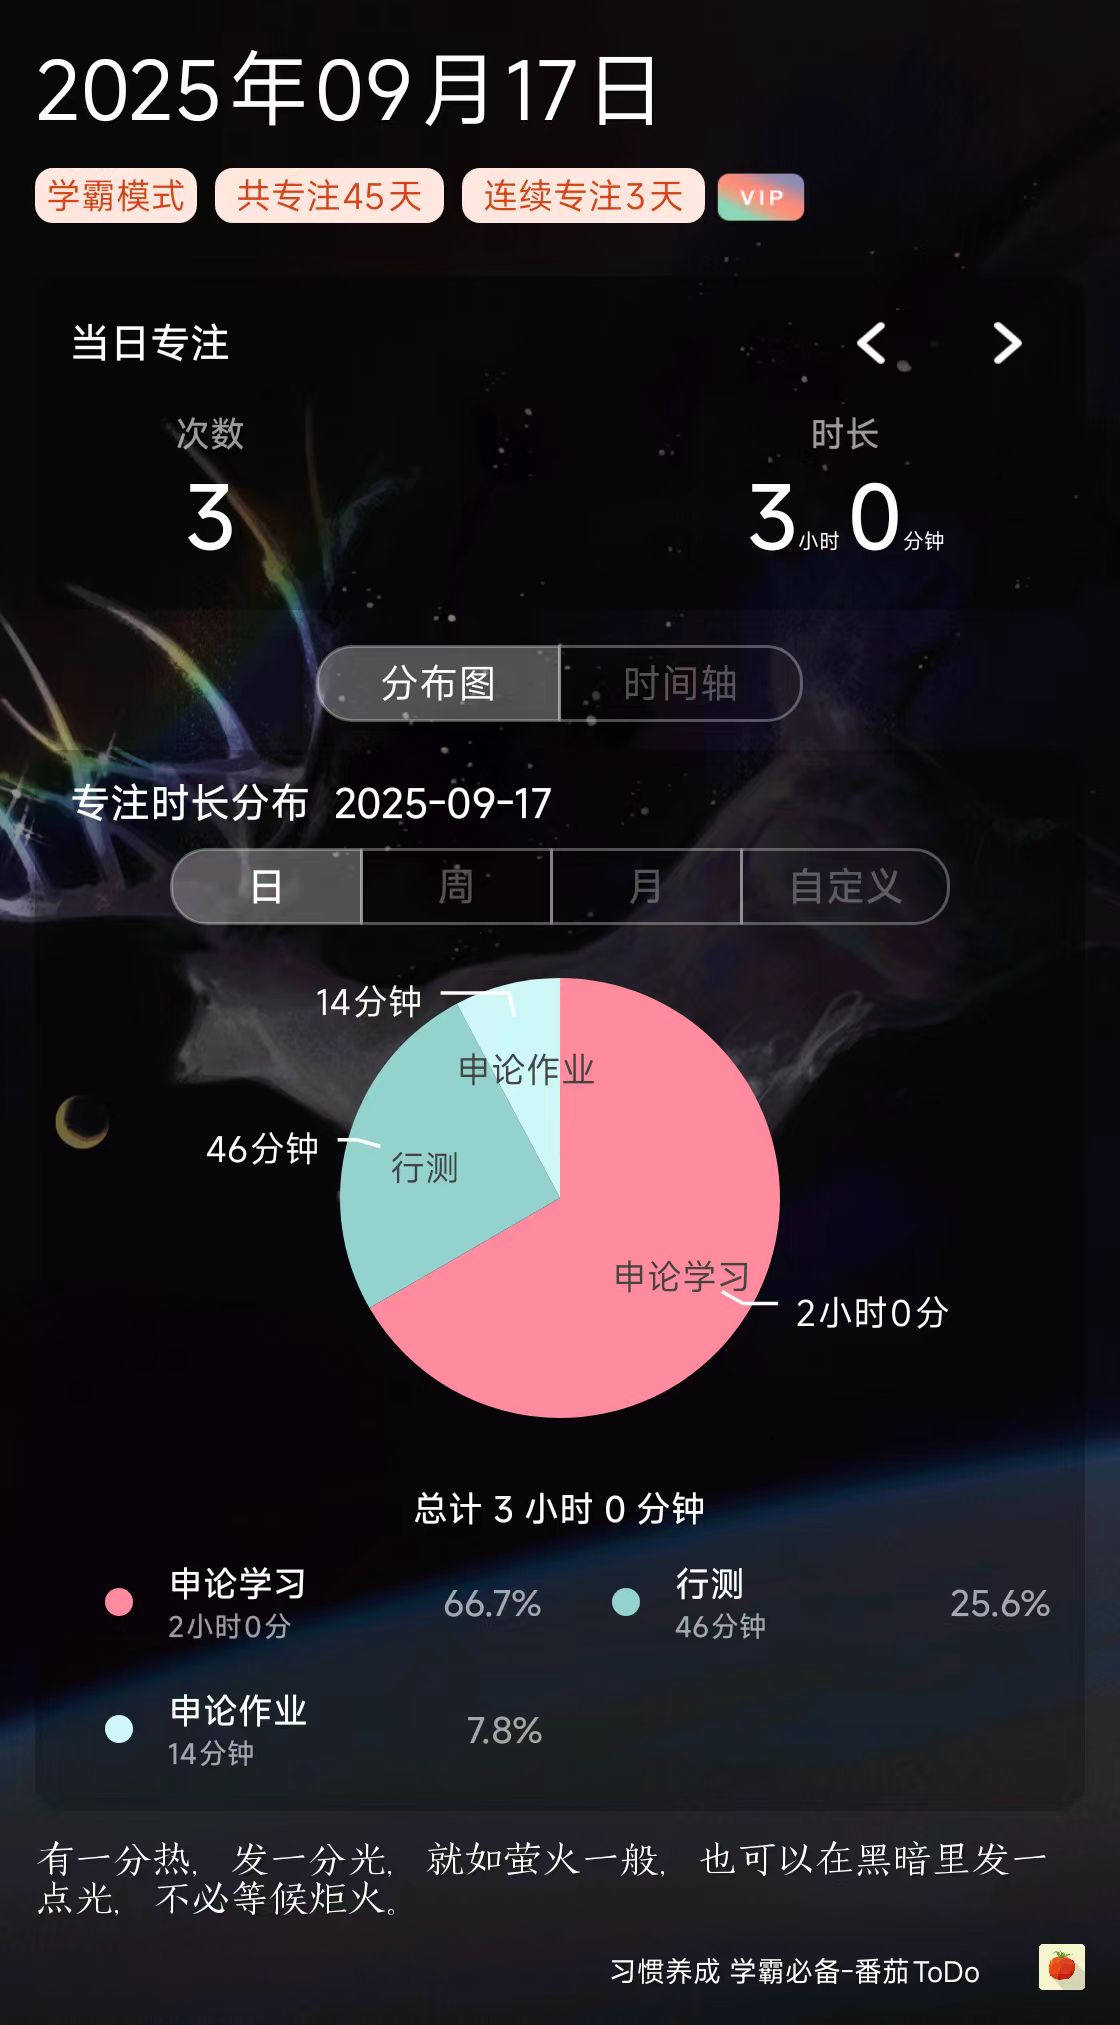 2025年09月17日
学霸模式 共专注45天 连续专注3天 VIP
当日专注
次数 时长
3 3小时0分钟
分布图 时间轴
专注时长分布 2025-09-17
日 周 月 自定义
14分钟
申论作业
46分钟
行测
申论学习
2小时0分
总计 3 小时 0 分钟
申论学习 66.7% 行测 25.6%
2小时0分 46分钟
申论作业 7.8%
14分钟
有一分热，发一分光，就如萤火一般，也可以在黑暗里发一
点光，不必等候炬火。
习惯养成 学霸必备-番茄ToDo